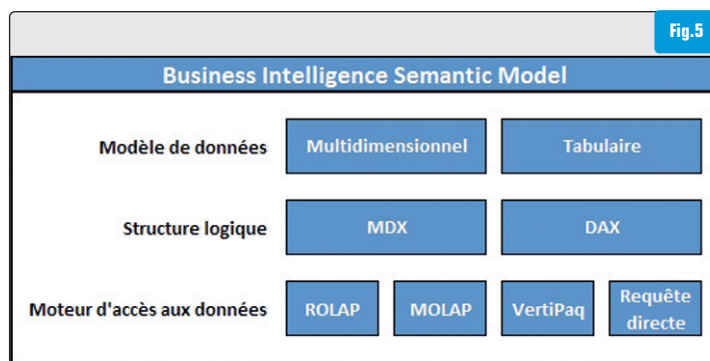 Fig.5
Business Intelligence Semantic Model
Modèle de données
Multidimensionnel
Tabulaire
Structure logique
MDX
DAX
Moteur d'accès aux données
ROLAP
MOLAP
VertiPaq
Requête
directe